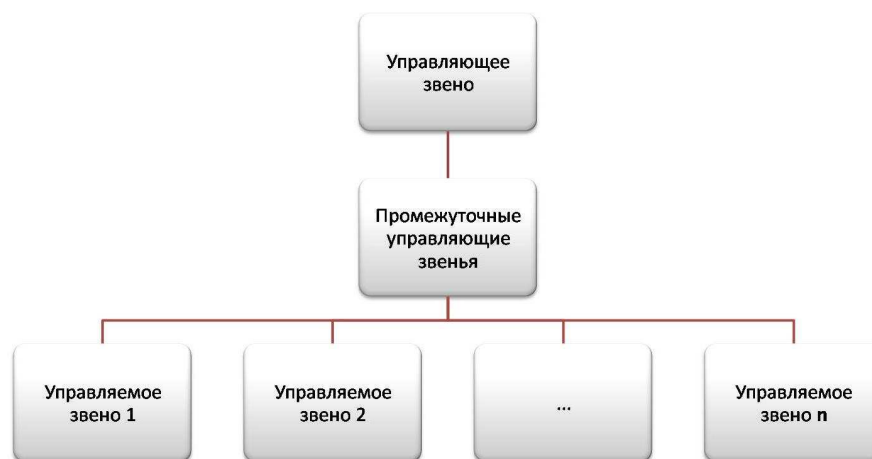 Управляющее
звено
Промежуточные
управляющие
звенья
Управляемое
звено 1
Управляемое
звено 2
...
Управляемое
звено n